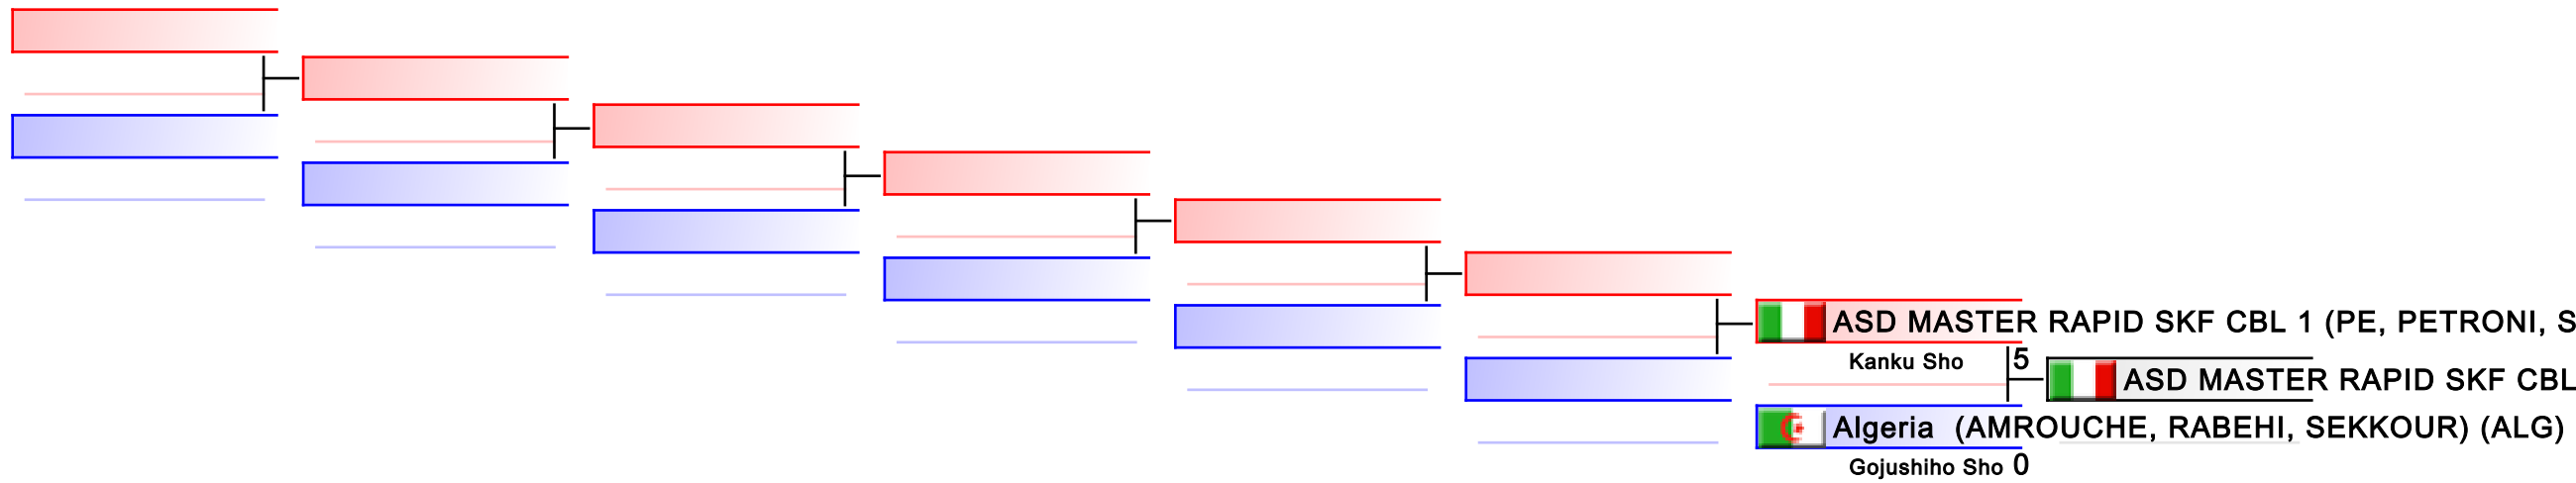 ASD MASTER RAPID SKF CBL 1 (PE, PETRONI, S
Kanku Sho 5
ASD MASTER RAPID SKF CBL
Algeria (AMROUCHE, RABEHI, SEKKOUR) (ALG)
Gojushiho Sho 0